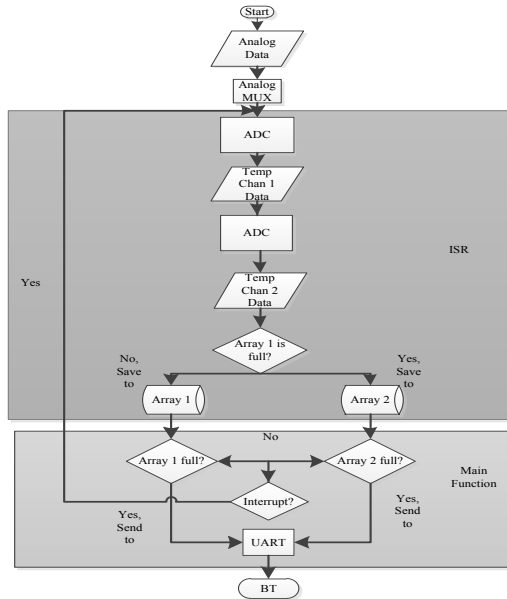 Start
Analog
Data
Analog
MUX
ADC
Temp
Chan 1
Data
ADC
ISR
Yes
Temp
Chan 2
Data
Array 1 is
full?
No,
Save
to
Yes,
Save
to
Array 1
Array 2
No
Array 1 full?
Array 2 full?
Main
Function
Interrupt?
Yes,
Send
to
Yes,
Send
to
UART
BT